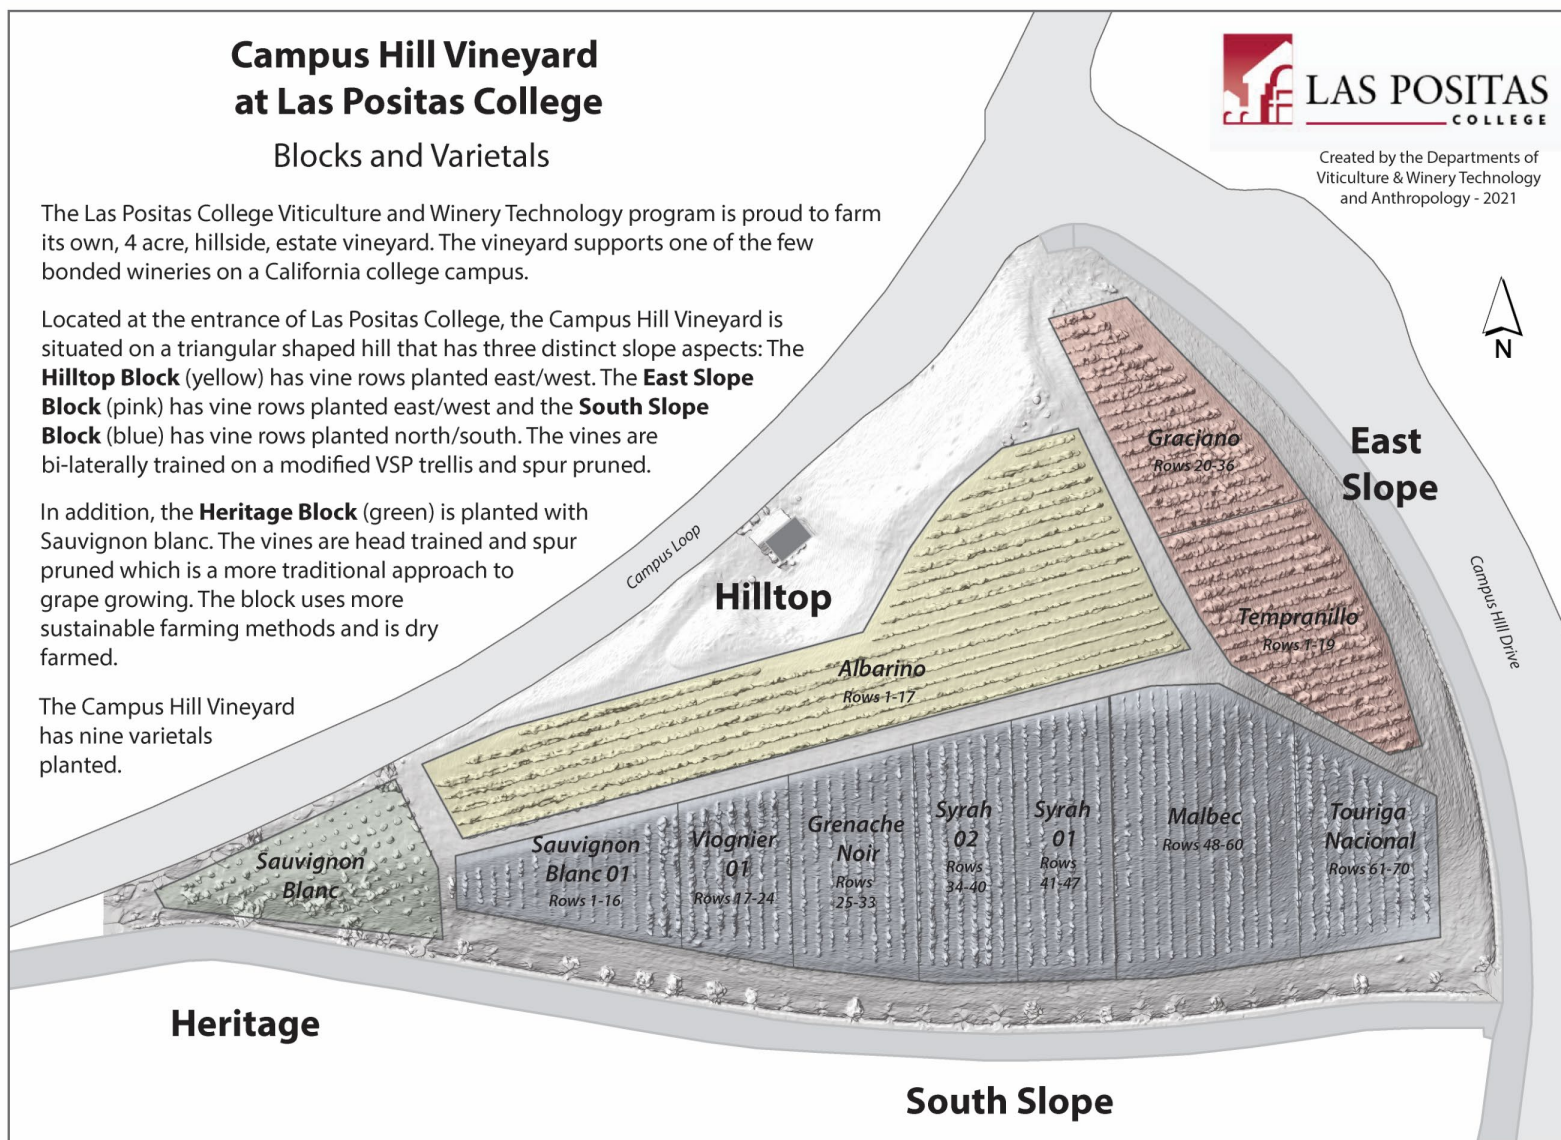 Campus Hill Vineyard
at Las Positas College
Blocks and Varietals
The Las Positas College Viticulture and Winery Technology program is proud to farm
its own, 4 acre, hillside, estate vineyard. The vineyard supports one of the few
bonded wineries on a California college campus.
Located at the entrance of Las Positas College, the Campus Hill Vineyard is
situated on a triangular shaped hill that has three distinct slope aspects: The
Hilltop Block (yellow) has vine rows planted east/west. The East Slope
Block (pink) has vine rows planted east/west and the South Slope
Block (blue) has vine rows planted north/south. The vines are
bi-laterally trained on a modified VSP trellis and spur pruned.
In addition, the Heritage Block (green) is planted with
Sauvignon blanc. The vines are head trained and spur
pruned which is a more traditional approach to
grape growing. The block uses more
sustainable farming methods and is dry
farmed.
The Campus Hill Vineyard
has nine varietals
planted.
LAS POSITAS
COLLEGE
Created by the Departments of
Viticulture & Winery Technology
and Anthropology - 2021
N
East
Slope
Campus HIll Drive
Campus Loop
Hilltop
Graciano
Rows 20-36
Tempranillo
Rows 1-19
Albarino
Rows 1-17
Sauvignon
Blanc
Sauvignon
Blanc 01
Rows 1-16
Viognier
01
Rows 17-24
Grenache
Noir
Rows
25-33
Syrah
02
Rows
34-40
Syrah
01
Rows
41-47
Malbec
Rows 48-60
Touriga
Nacional
Rows 61-70
Heritage
South Slope